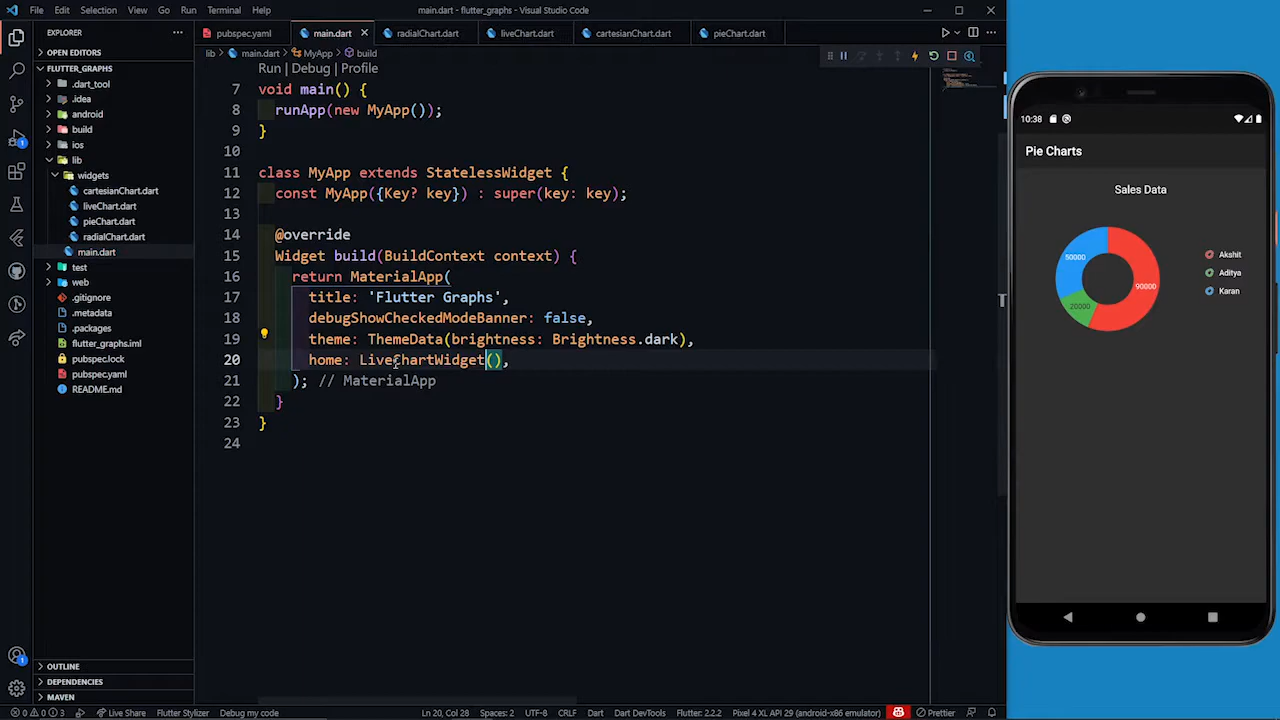 File Edit Selection View Go Run Terminal Help
main.dart - flutter_graphs - Visual Studio Code
EXPLORER
OPEN EDITORS
FLUTTER_GRAPHS
.dart_tool
.idea
android
build
ios
lib
widgets
cartesianChart.dart
liveChart.dart
pieChart.dart
radialChart.dart
main.dart
test
web
.gitignore
.metadata
.packages
flutter_graphs.iml
pubspec.lock
pubspec.yaml
README.md
OUTLINE
DEPENDENCIES
MAVEN
pubspec.yaml main.dart radialChart.dart liveChart.dart cartesianChart.dart pieChart.dart
lib > main.dart > MyApp > build
Run | Debug | Profile
7 void main() {
8 runApp(new MyApp());
9 }
10
11 class MyApp extends StatelessWidget {
12 const MyApp({Key? key}) : super(key: key);
13
14 @override
15 Widget build(BuildContext context) {
16 return MaterialApp(
17 title: 'Flutter Graphs',
18 debugShowCheckedModeBanner: false,
19 theme: ThemeData(brightness: Brightness.dark),
20 home: LiveChartWidget(),
21 ); // MaterialApp
22 }
23 }
24
10:38
Pie Charts
Sales Data
50000
90000
20000
Akshit
Aditya
Karan
T
1
1
0 0 3 Live Share Flutter Stylizer Debug my code Ln 20, Col 28 Spaces: 2 UTF-8 CRLF Dart Dart DevTools Flutter: 2.2.2 Pixel 4 XL API 29 (android-x86 emulator) Prettier